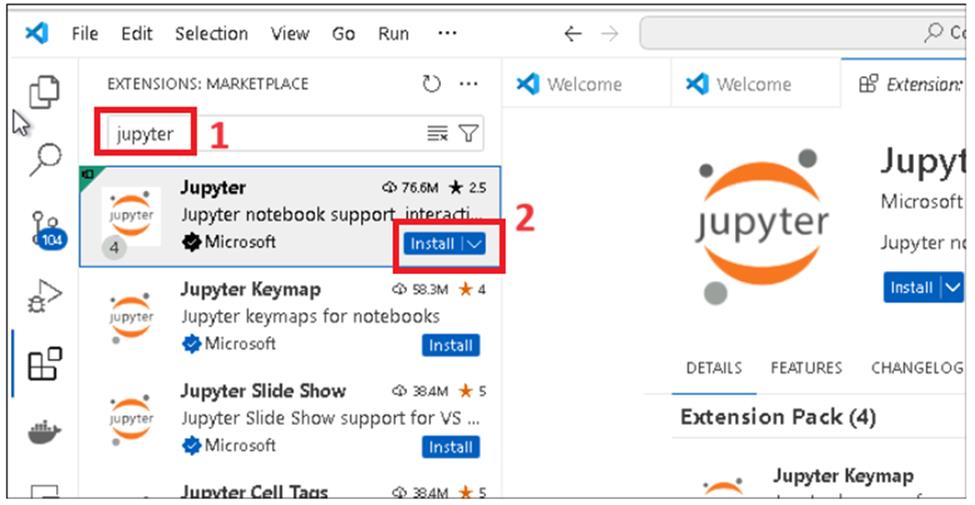 File Edit Selection View Go Run ...
EXTENSIONS: MARKETPLACE ...
jupyter 1
Jupyter 76.6M ★ 2.5
Jupyter notebook support, interacti...
Microsoft Install
2
4
Jupyter Keymap 58.3M ★ 4
Jupyter keymaps for notebooks
Microsoft Install
Jupyter Slide Show 38.4M ★ 5
Jupyter Slide Show support for VS ...
Microsoft Install
Jupyter Cell Tags 38.4M ★ 5
jupyter
jupyter
jupyter
104
Welcome Welcome Extension:
jupyter
Microsoft
Install
DETAILS FEATURES CHANGELOG
Extension Pack (4)
Jupyter Keymap